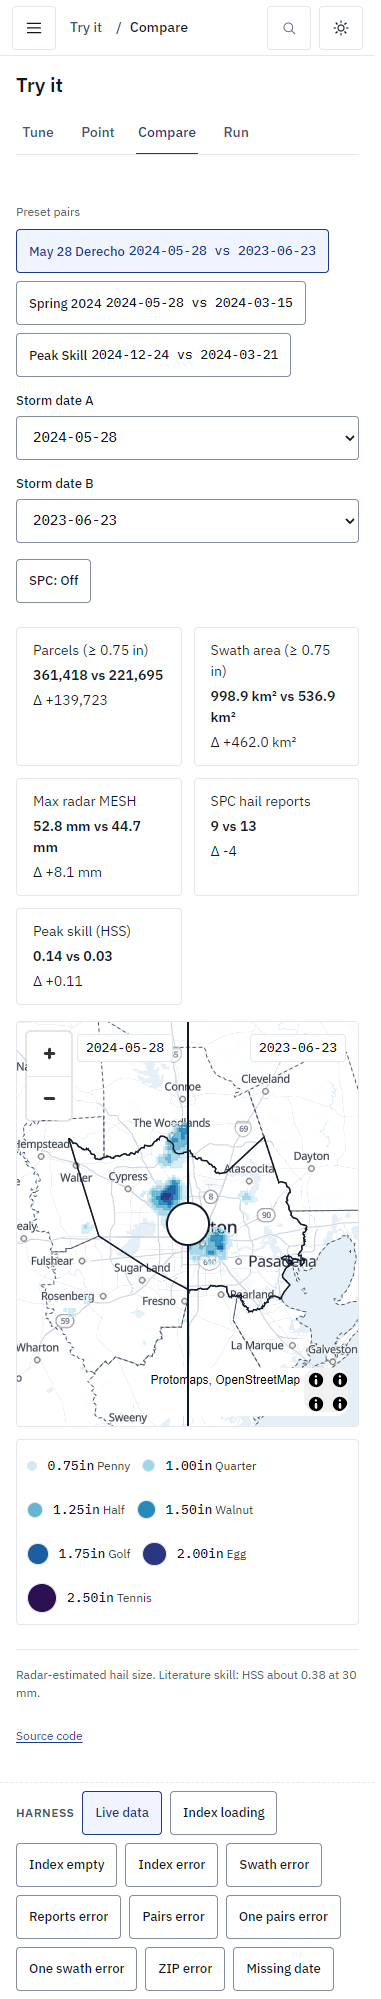 Try it / Compare
Try it
Tune Point Compare Run
Preset pairs
May 28 Derecho 2024-05-28 vs 2023-06-23
Spring 2024 2024-05-28 vs 2024-03-15
Peak Skill 2024-12-24 vs 2024-03-21
Storm date A
2024-05-28
Storm date B
2023-06-23
SPC: Off
Parcels (≥ 0.75 in)
361,418 vs 221,695
Δ +139,723
Swath area (≥ 0.75
in)
998.9 km² vs 536.9
km²
Δ +462.0 km²
Max radar MESH
52.8 mm vs 44.7
mm
Δ +8.1 mm
SPC hail reports
9 vs 13
Δ -4
Peak skill (HSS)
0.14 vs 0.03
Δ +0.11
+
−
2024-05-28
2023-06-23
Conroe
Cleveland
The Woodlands
69
Hempstead
Dayton
Waller
Cypress
Atascocita
8
90
ealy
ton
Fulshear
Sugar Land
610
Pasadena
Rosenberg
Fresno
Pearland
59
Wharton
La Marque
Galveston
Protomaps, OpenStreetMap
Sweeny
0.75in Penny 1.00in Quarter
1.25in Half 1.50in Walnut
1.75in Golf 2.00in Egg
2.50in Tennis
Radar-estimated hail size. Literature skill: HSS about 0.38 at 30
mm.
Source code
HARNESS Live data Index loading
Index empty Index error Swath error
Reports error Pairs error One pairs error
One swath error ZIP error Missing date